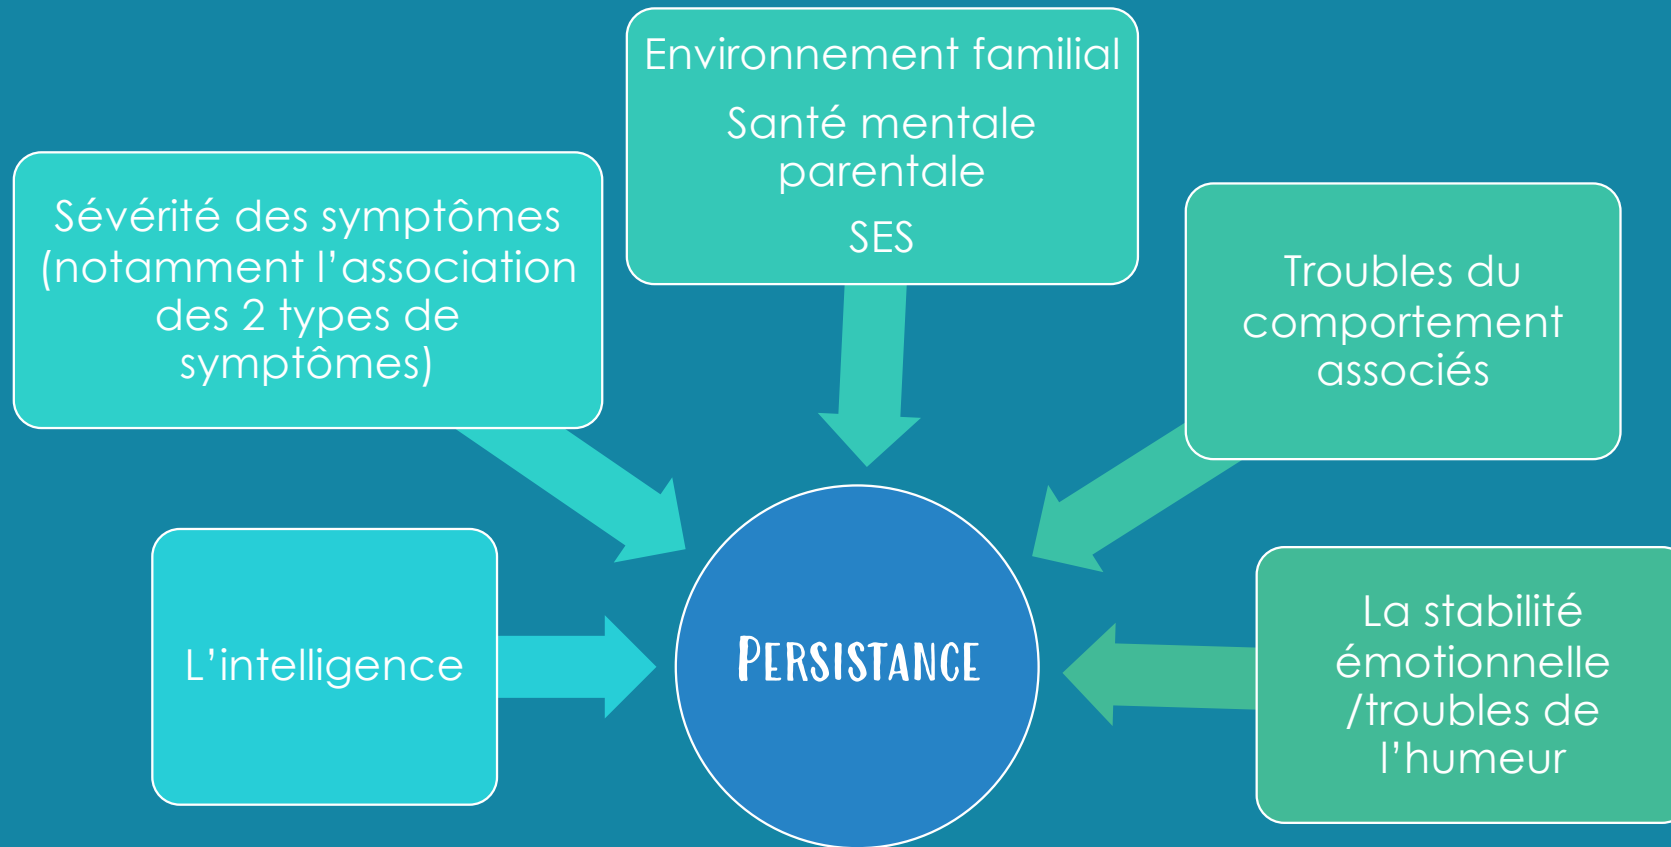 Environnement familial
Santé mentale
parentale
SES
Sévérité des symptômes
(notamment l’association
des 2 types de
symptômes)
Troubles du
comportement
associés
L’intelligence
PERSISTANCE
La stabilité
émotionnelle
/troubles de
l’humeur